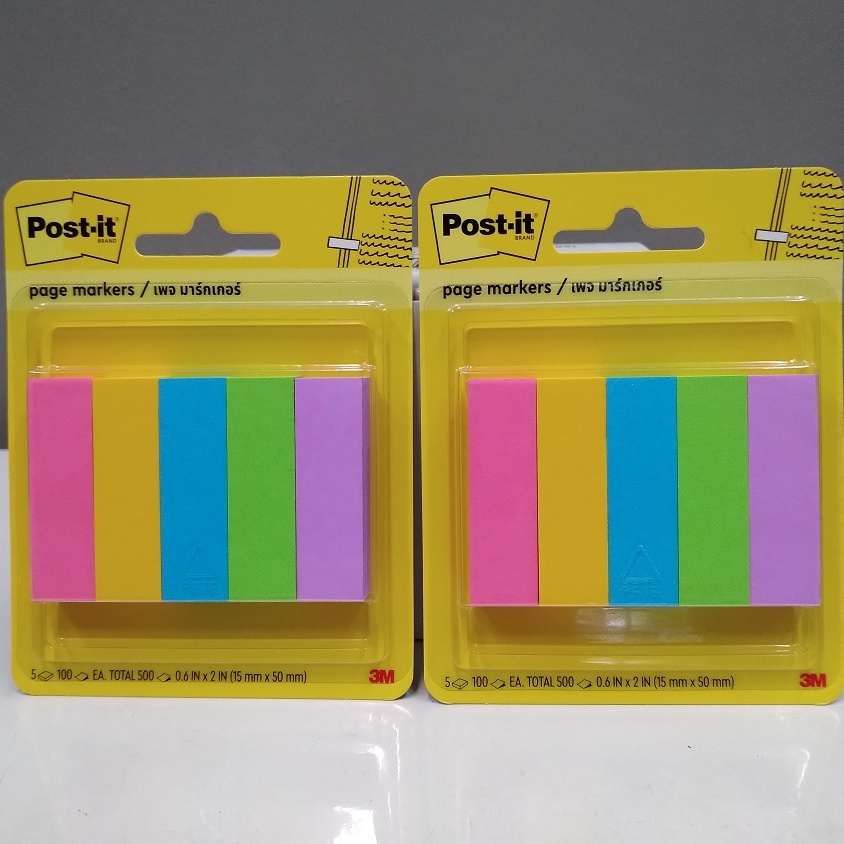 Post-it®
BRAND
page markers / เพจ มาร์กเกอร์
5 100 EA. TOTAL 500 0.6 IN x 2 IN (15 mm x 50 mm)
3M
Post-it®
BRAND
page markers / เพจ มาร์กเกอร์
5 100 EA. TOTAL 500 0.6 IN x 2 IN (15 mm x 50 mm)
3M